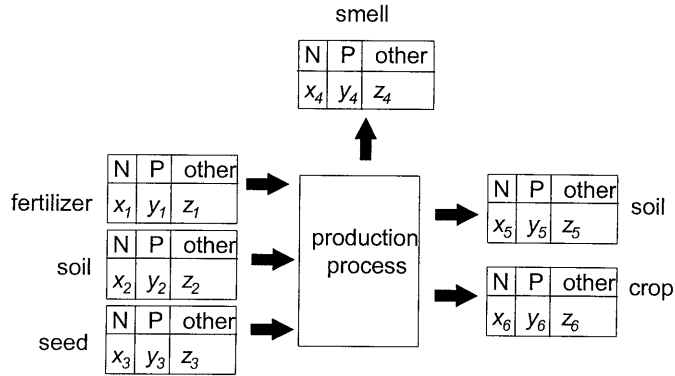 smell
N P other
x4 y4 z4
N P other
fertilizer x1 y1 z1
N P other
soil x2 y2 z2
N P other
seed x3 y3 z3
production
process
N P other soil
x5 y5 z5
N P other crop
x6 y6 z6